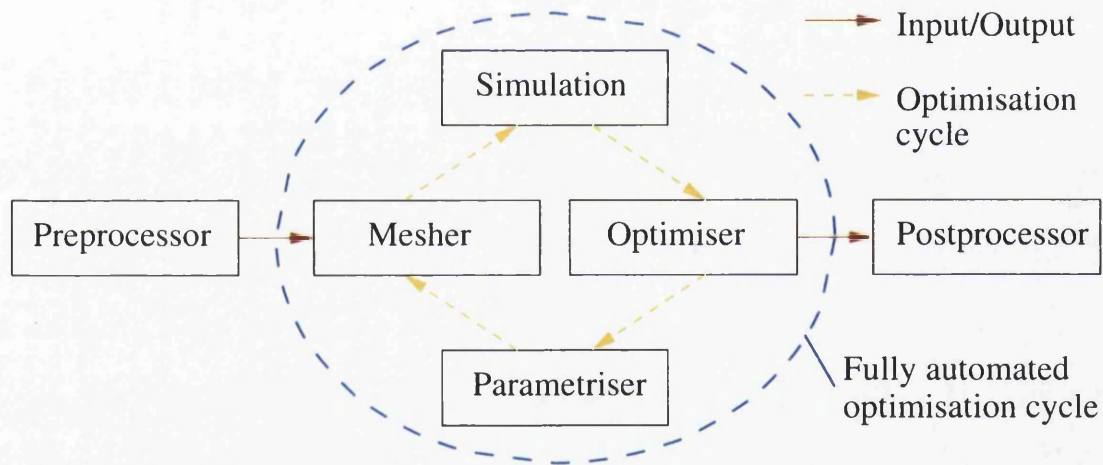 Input/Output
Simulation
Optimisation
cycle
Preprocessor
Mesher
Optimiser
Postprocessor
Parametriser
Fully automated
optimisation cycle